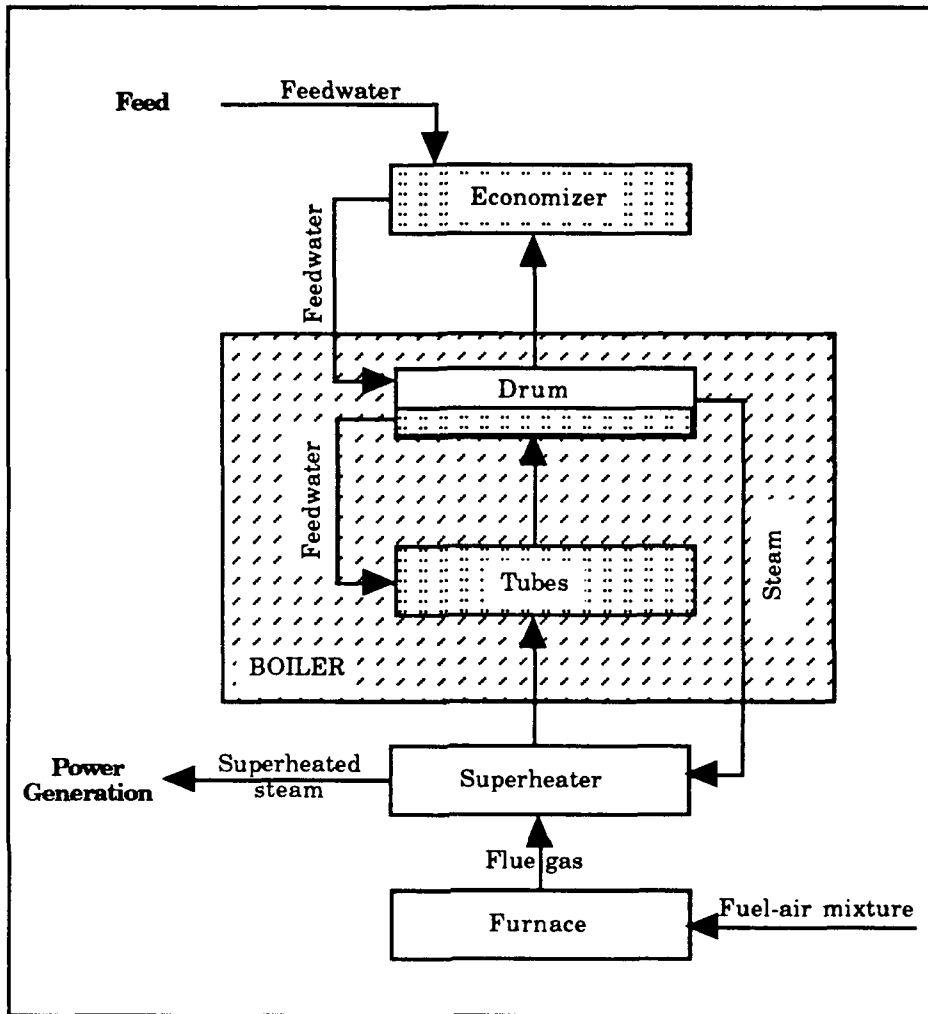 Feed
Feedwater
Economizer
Feedwater
Drum
Feedwater
Tubes
Steam
BOILER
Power
Generation
Superheated
steam
Superheater
Flue gas
Furnace
Fuel-air mixture